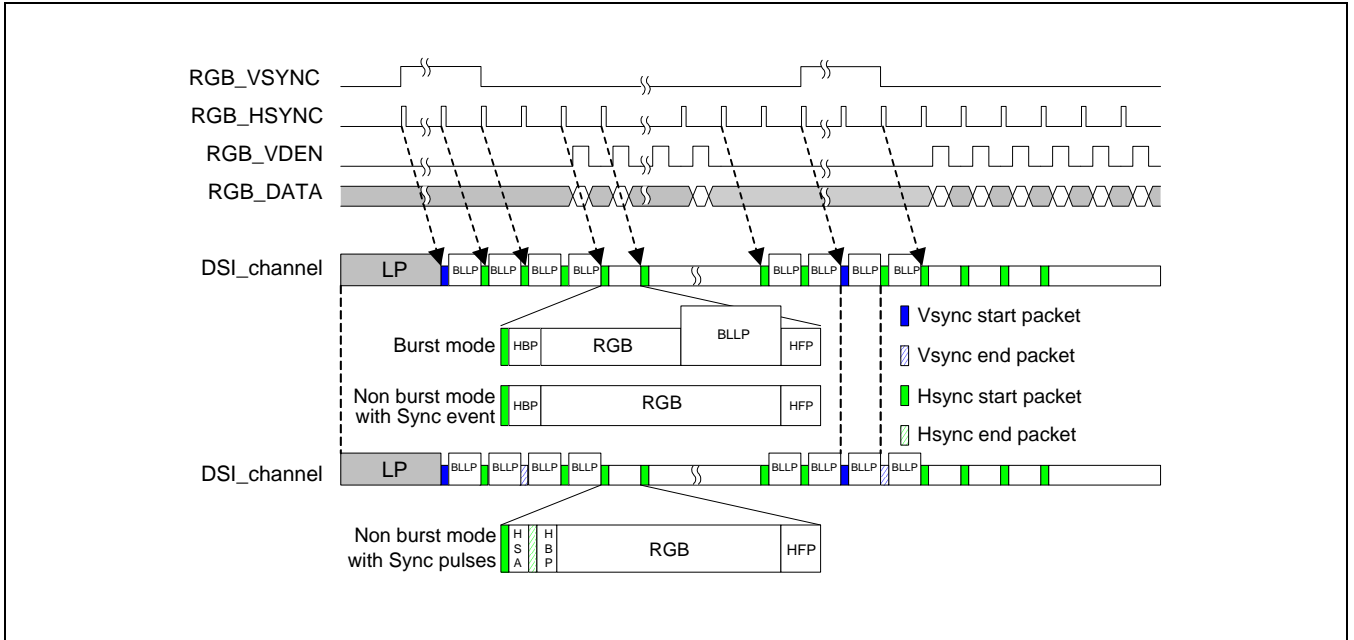 RGB_VSYNC
RGB_HSYNC
RGB_VDEN
RGB_DATA
DSI_channel
LP
BLLP BLLP BLLP BLLP
BLLP BLLP BLLP BLLP
Burst mode
HBP
RGB
BLLP
HFP
Non burst mode
with Sync event
HBP
RGB
HFP
Vsync start packet
Vsync end packet
Hsync start packet
Hsync end packet
DSI_channel
LP
BLLP BLLP BLLP BLLP
BLLP BLLP BLLP BLLP
Non burst mode
with Sync pulses
HSA
HBP
RGB
HFP